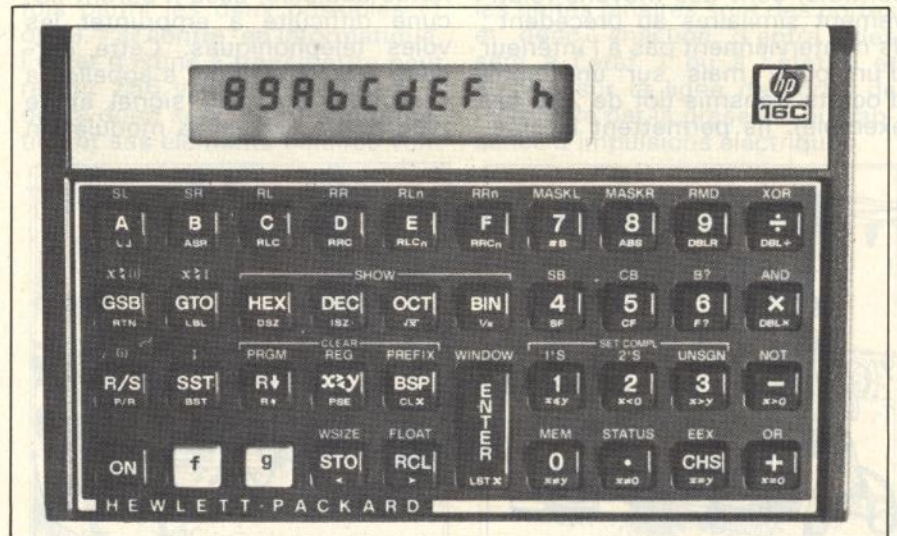 89AbCdEF h
hp
16C
SL SR RL RR RLn RRn MASKL MASKR RMD XOR
A B C D E F 7 8 9 ÷
LJ ASR RLC RRC RLCn RRCn #B ABS DBLR DBL÷
x≷(i) x≷I SHOW SB CB B? AND
GSB GTO HEX DEC OCT BIN 4 5 6 ×
RTN LBL DSZ ISZ √x 1/x SF CF F? DBL×
CLEAR SET COMPL
(i) I PRGM REG PREFIX WINDOW 1'S 2'S UNSGN NOT
R/S SST R↓ x≷y BSP ENTER 1 2 3 −
P/R BST R↑ PSE CLX x≤y x<0 x>y x>0
WSIZE FLOAT MEM STATUS EEX OR
ON f g STO RCL 0 · CHS +
< > LSTX x≠y x≠0 x=y x=0
HEWLETT·PACKARD